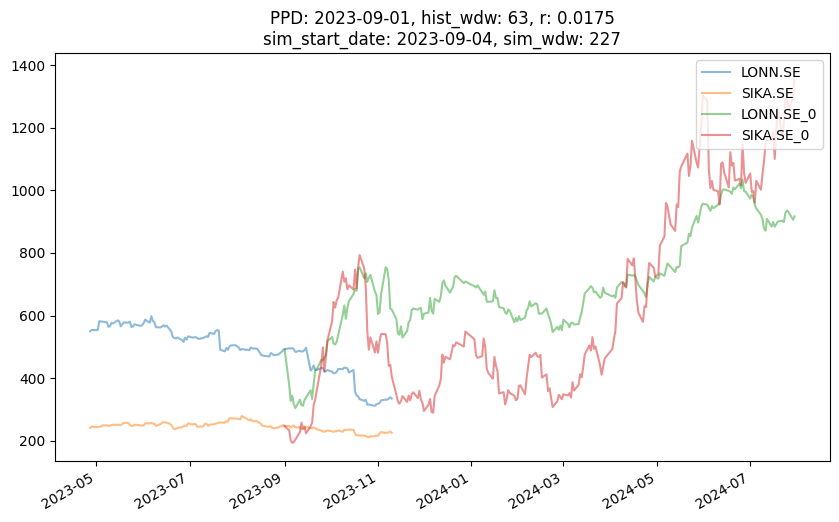 PPD: 2023-09-01, hist_wdw: 63, r: 0.0175
sim_start_date: 2023-09-04, sim_wdw: 227
1400
1200
1000
800
600
400
200
LONN.SE
SIKA.SE
LONN.SE_0
SIKA.SE_0
2023-05
2023-07
2023-09
2023-11
2024-01
2024-03
2024-05
2024-07